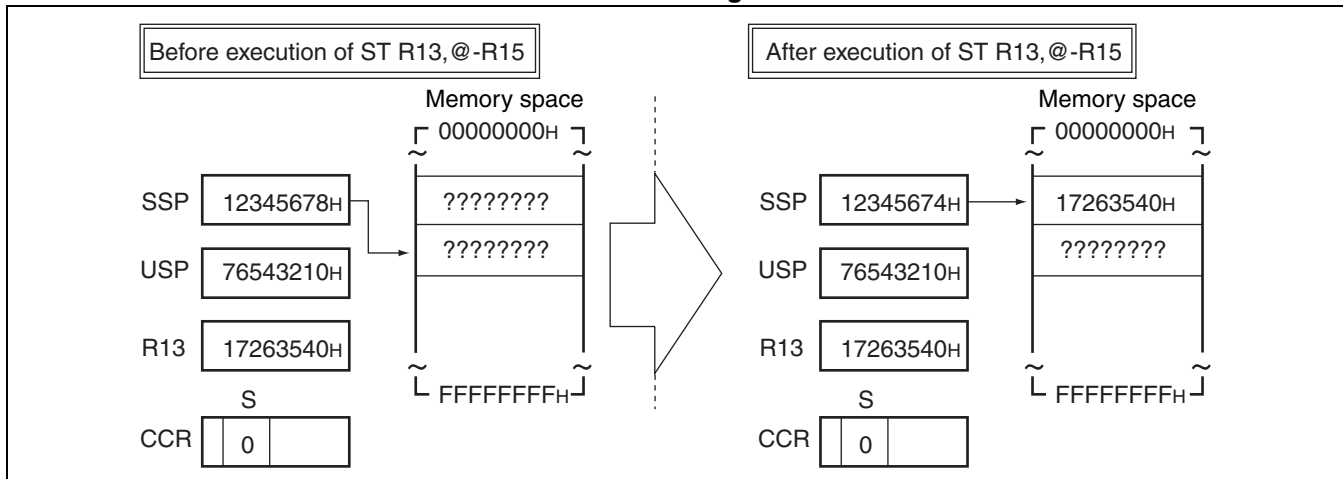 Before execution of ST R13,@-R15
Memory space
00000000H
SSP 12345678H ????????
????????
USP 76543210H
R13 17263540H
FFFFFFFFH
S
CCR 0
After execution of ST R13,@-R15
Memory space
00000000H
SSP 12345674H 17263540H
????????
USP 76543210H
R13 17263540H
FFFFFFFFH
S
CCR 0